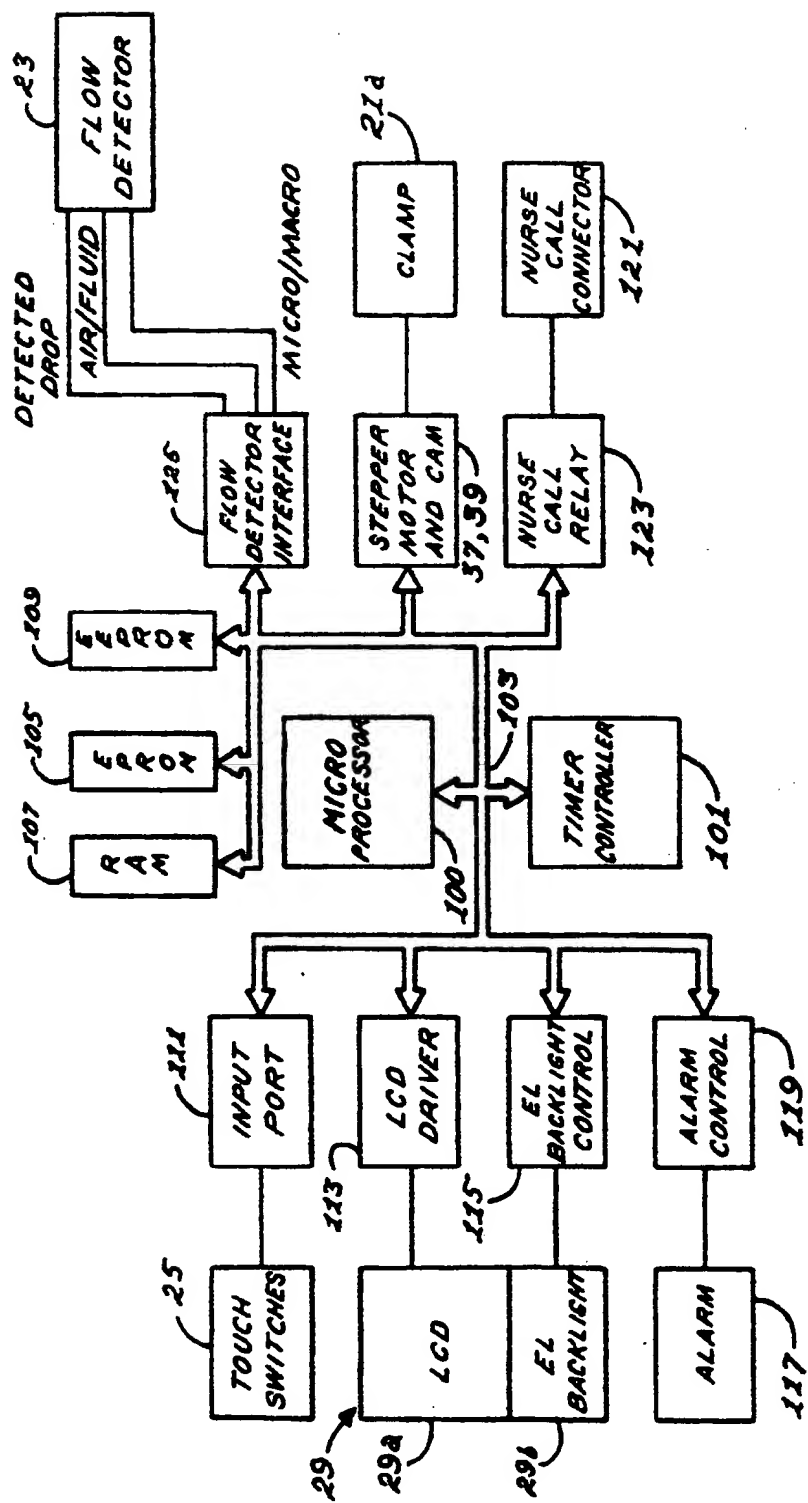 25
TOUCH
SWITCHES
111
INPUT
PORT
107
RAM
105
EPROM
109
EEPROM
125
FLOW
DETECTOR
INTERFACE
DETECTED
DROP
AIR/FLUID
MICRO/MACRO
23
FLOW
DETECTOR
29
29a
LCD
113
LCD
DRIVER
100
MICRO
PROCESSOR
STEPPER
MOTOR
AND CAM
37,39
CLAMP
21a
29b
EL
BACKLIGHT
115
EL
BACKLIGHT
CONTROL
103
TIMER
CONTROLLER
101
NURSE
CALL
RELAY
123
NURSE
CALL
CONNECTOR
121
ALARM
117
ALARM
CONTROL
119